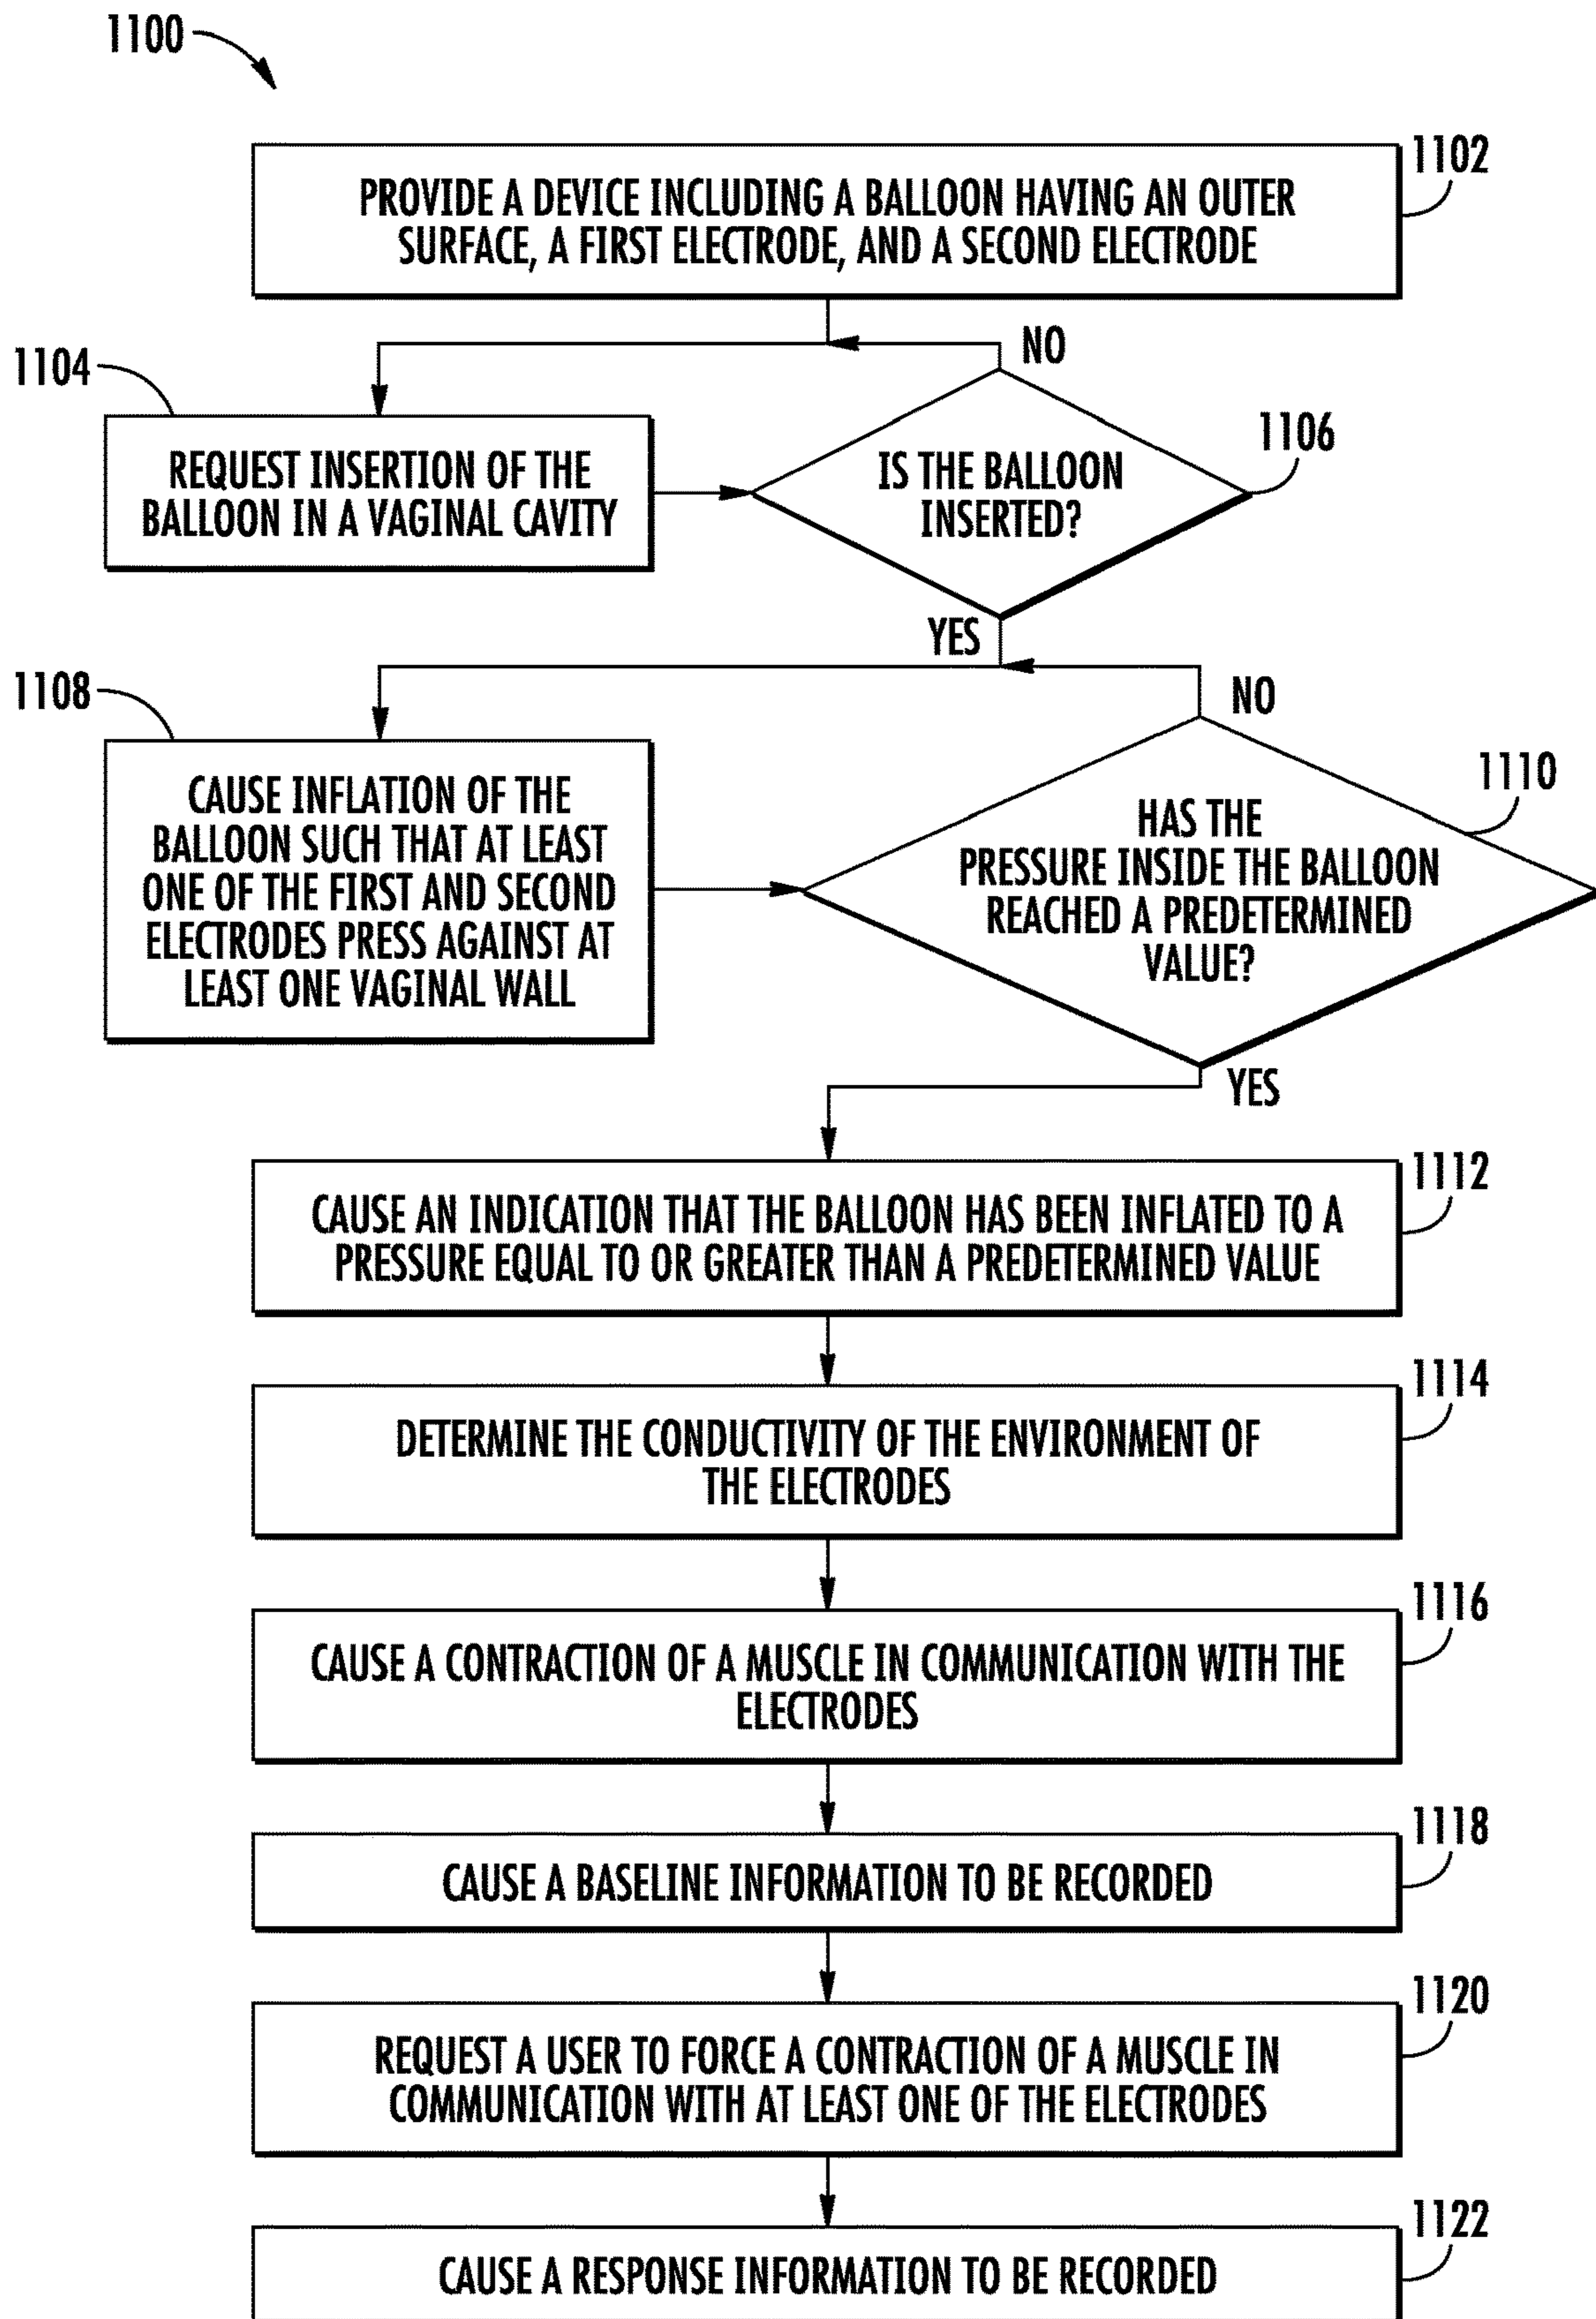 1100
1102
PROVIDE A DEVICE INCLUDING A BALLOON HAVING AN OUTER
SURFACE, A FIRST ELECTRODE, AND A SECOND ELECTRODE
NO
1104
REQUEST INSERTION OF THE
BALLOON IN A VAGINAL CAVITY
1106
IS THE BALLOON
INSERTED?
YES
1108
CAUSE INFLATION OF THE
BALLOON SUCH THAT AT LEAST
ONE OF THE FIRST AND SECOND
ELECTRODES PRESS AGAINST AT
LEAST ONE VAGINAL WALL
NO
1110
HAS THE
PRESSURE INSIDE THE BALLOON
REACHED A PREDETERMINED
VALUE?
YES
1112
CAUSE AN INDICATION THAT THE BALLOON HAS BEEN INFLATED TO A
PRESSURE EQUAL TO OR GREATER THAN A PREDETERMINED VALUE
1114
DETERMINE THE CONDUCTIVITY OF THE ENVIRONMENT OF
THE ELECTRODES
1116
CAUSE A CONTRACTION OF A MUSCLE IN COMMUNICATION WITH THE
ELECTRODES
1118
CAUSE A BASELINE INFORMATION TO BE RECORDED
1120
REQUEST A USER TO FORCE A CONTRACTION OF A MUSCLE IN
COMMUNICATION WITH AT LEAST ONE OF THE ELECTRODES
1122
CAUSE A RESPONSE INFORMATION TO BE RECORDED